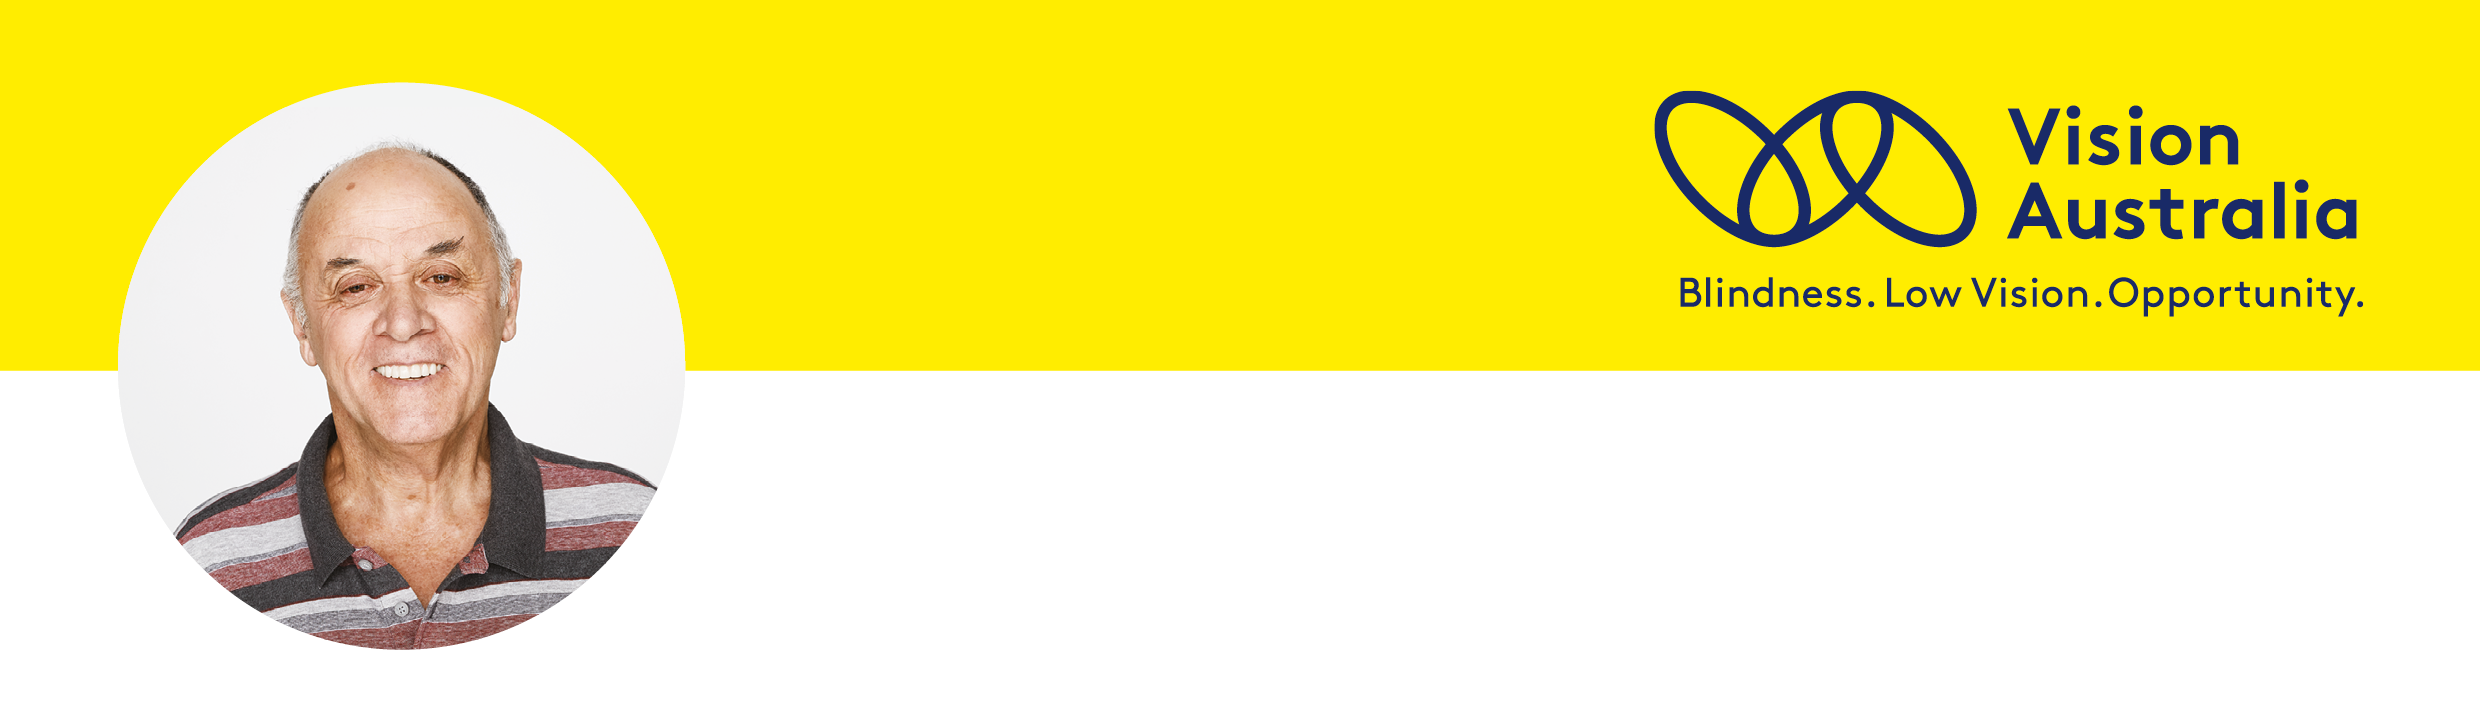 Vision
Australia
Blindness. Low Vision. Opportunity.